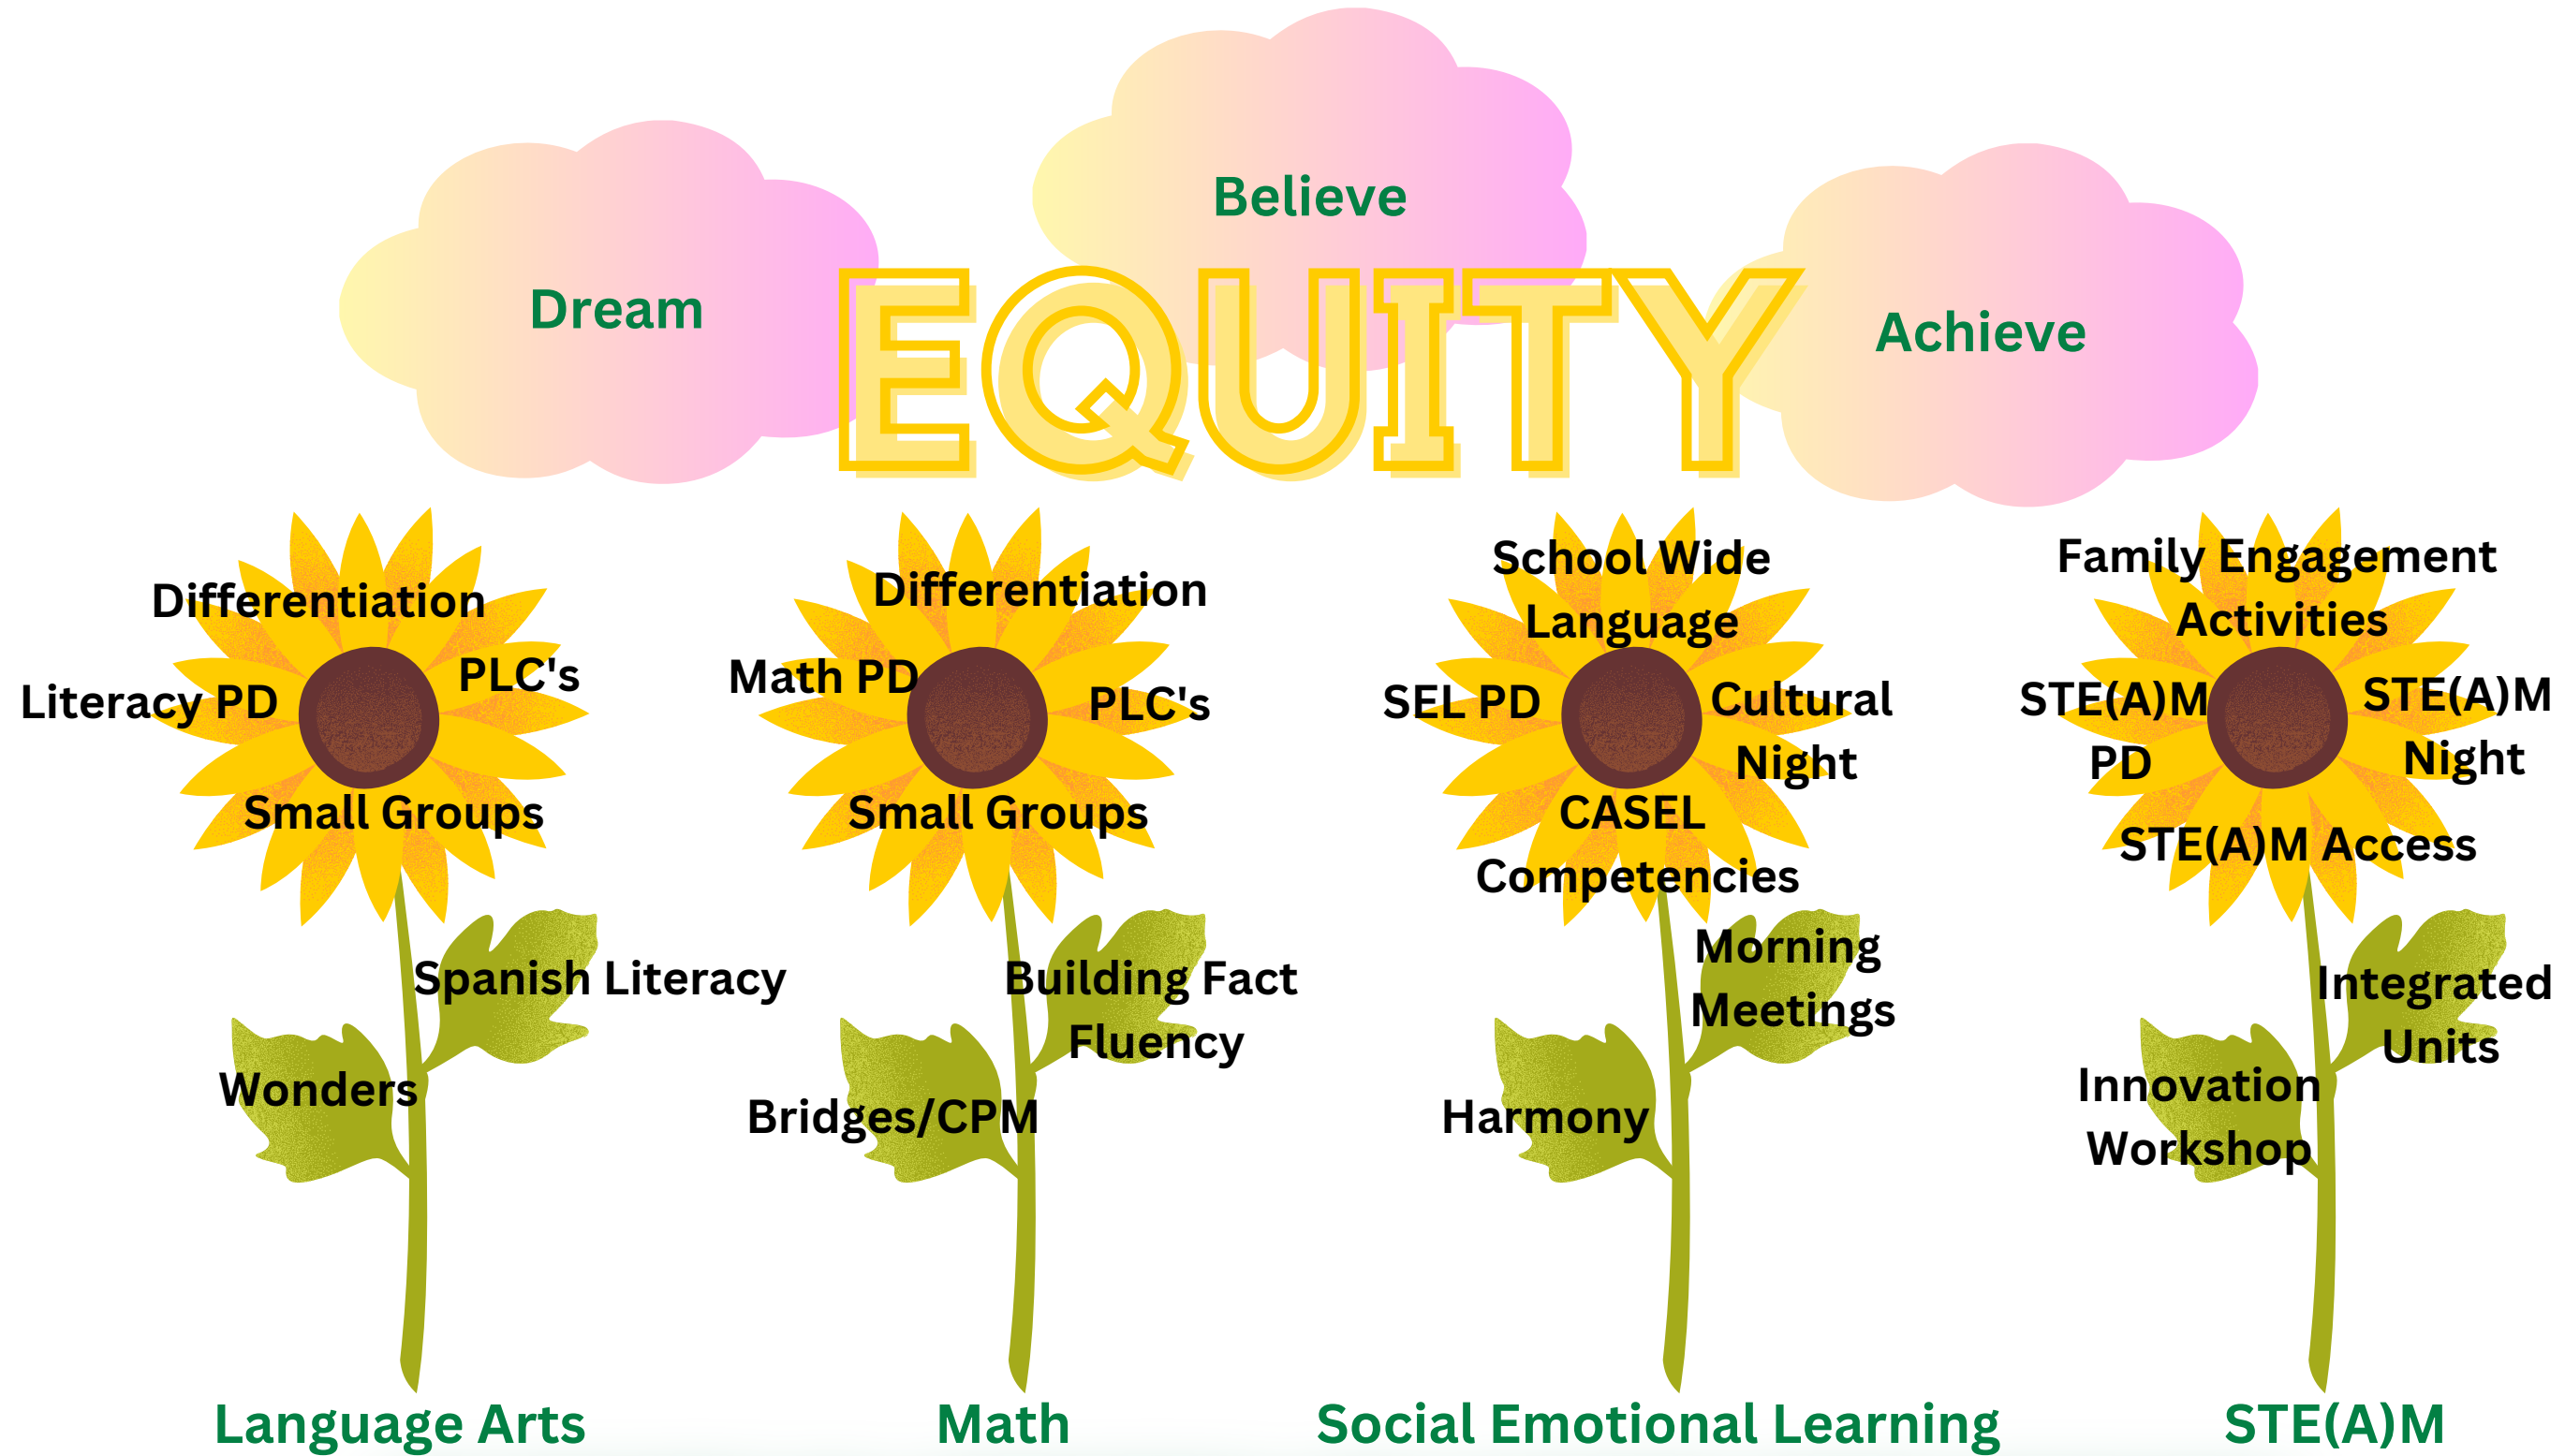 Believe
Dream
Achieve
EQUITY
Differentiation
Literacy PD
PLC's
Small Groups
Spanish Literacy
Wonders
Language Arts
Differentiation
Math PD
PLC's
Small Groups
Building Fact
Fluency
Bridges/CPM
Math
School Wide
Language
SEL PD
Cultural
Night
CASEL
Competencies
Morning
Meetings
Harmony
Social Emotional Learning
Family Engagement
Activities
STE(A)M
PD
STE(A)M
Night
STE(A)M Access
Integrated
Units
Innovation
Workshop
STE(A)M